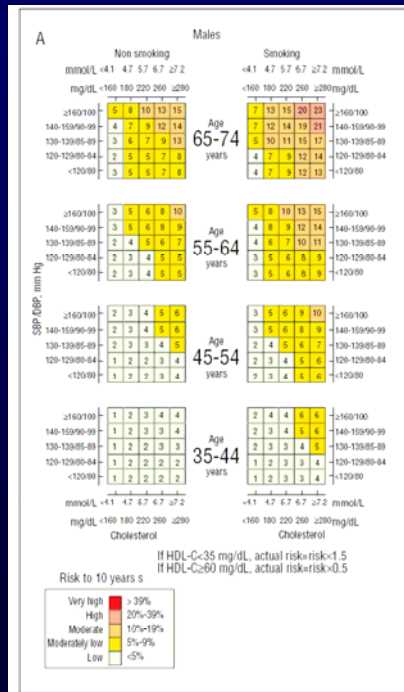 A
Males
Non smoking Smoking
mmol/L <4.1 4.7 5.7 6.7 ≥7.2 <4.1 4.7 5.7 6.7 ≥7.2 mmol/L
mg/dL <160 180 220 260 ≥280 <160 180 220 260 ≥280 mg/dL
SBP/DBP, mm Hg
≥160/100 5 8 10 13 15 7 13 15 20 23 ≥160/100
140-159/90-99 4 7 9 12 14 Age 7 12 14 19 21 140-159/90-99
130-139/85-89 3 6 7 9 13 65-74 5 10 11 15 17 130-139/85-89
120-129/80-84 3 5 5 7 8 years 4 7 9 12 14 120-129/80-84
<120/80 3 5 5 7 8 4 7 9 12 13 <120/80
≥160/100 3 5 6 8 10 5 8 10 13 15 ≥160/100
140-159/90-99 3 5 6 8 9 Age 4 6 8 9 14 140-159/90-99
130-139/85-89 2 4 5 6 7 55-64 4 6 7 10 11 130-139/85-89
120-129/80-84 2 3 4 years 3 5 6 8 9 120-129/80-84
<120/80 2 3 4 5 5 3 5 6 8 9 <120/80
≥160/100 2 3 4 5 6 3 5 6 9 10 ≥160/100
140-159/90-99 2 3 4 5 6 Age 3 5 6 8 9 140-159/90-99
130-139/85-89 2 3 3 4 5 45-54 130-139/85-89
120-129/80-84 1 2 2 3 4 years 2 3 4 5 6 120-129/80-84
<120/80 1 2 2 3 4 2 3 4 5 6 <120/80
≥160/100 1 2 3 4 4 2 4 4 6 6 ≥160/100
140-159/90-99 1 2 3 4 4 Age 2 3 4 5 6 140-159/90-99
130-139/85-89 1 2 2 3 3 35-44 2 3 3 4 5 130-139/85-89
120-129/80-84 1 2 2 2 2 years 1 2 3 3 4 120-129/80-84
<120/80 1 2 2 2 2 1 2 3 3 4 <120/80
mmol/L <4.1 4.7 5.7 6.7 ≥7.2 <4.1 4.7 5.7 6.7 ≥7.2 mmol/L
mg/dL <160 180 220 260 ≥280 <160 180 220 260 ≥280 mg/dL
Cholesterol Cholesterol
If HDL-C<35 mg/dL, actual risk=risk×1.5
If HDL-C≥60 mg/dL, actual risk=risk×0.5
Risk to 10 years s
Very high > 39%
High 20%-39%
Moderate 10%-19%
Moderately low 5%-9%
Low <5%